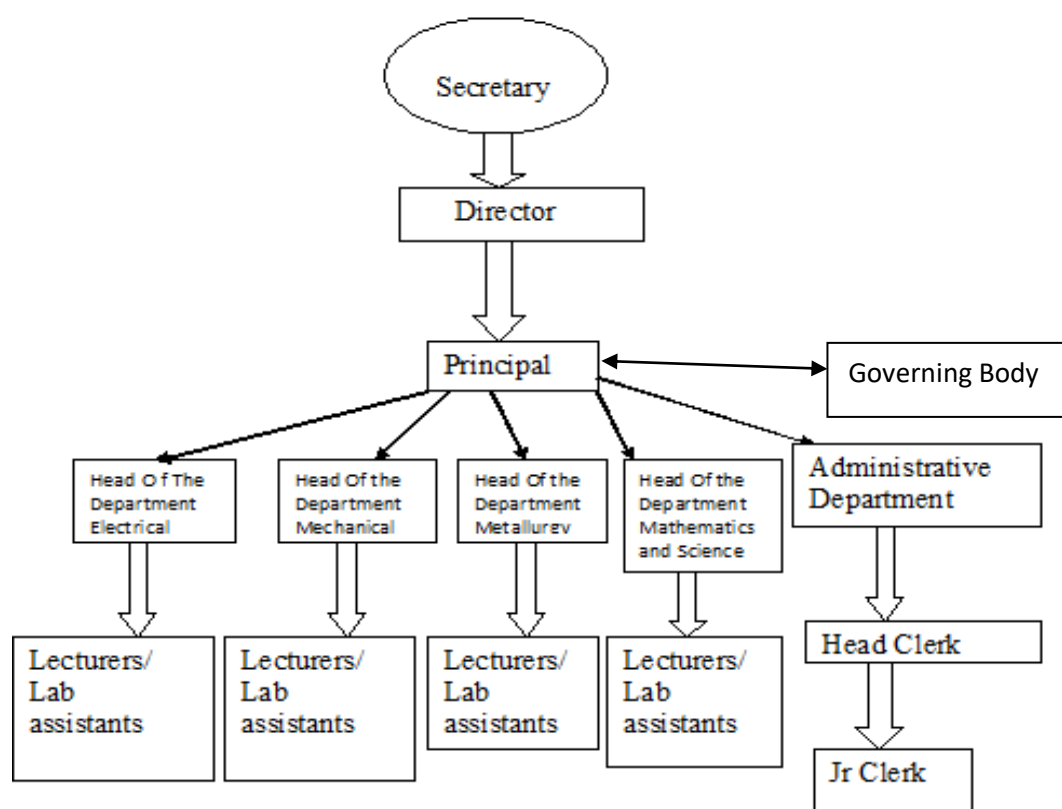 Secretary
Director
Principal
Governing Body
Head O f The
Department
Electrical
Head Of the
Department
Mechanical
Head Of the
Department
Metallurev
Head Of the
Department
Mathematics
and Science
Administrative
Department
Lecturers/
Lab
assistants
Lecturers/
Lab
assistants
Lecturers/
Lab
assistants
Lecturers/
Lab
assistants
Head Clerk
Jr Clerk